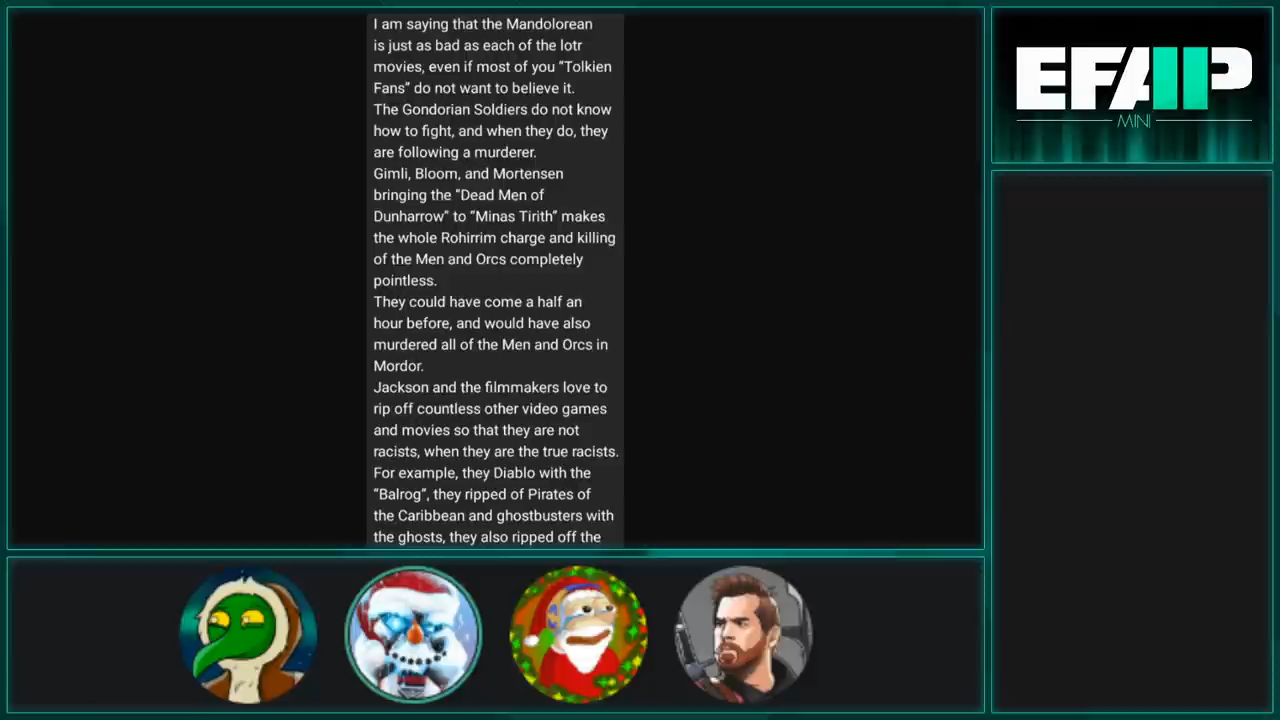 I am saying that the Mandolorean
is just as bad as each of the lotr
movies, even if most of you “Tolkien
Fans” do not want to believe it.
The Gondorian Soldiers do not know
how to fight, and when they do, they
are following a murderer.
Gimli, Bloom, and Mortensen
bringing the “Dead Men of
Dunharrow” to “Minas Tirith” makes
the whole Rohirrim charge and killing
of the Men and Orcs completely
pointless.
They could have come a half an
hour before, and would have also
murdered all of the Men and Orcs in
Mordor.
Jackson and the filmmakers love to
rip off countless other video games
and movies so that they are not
racists, when they are the true racists.
For example, they Diablo with the
“Balrog”, they ripped of Pirates of
the Caribbean and ghostbusters with
the ghosts, they also ripped off the
EFAP
MINI